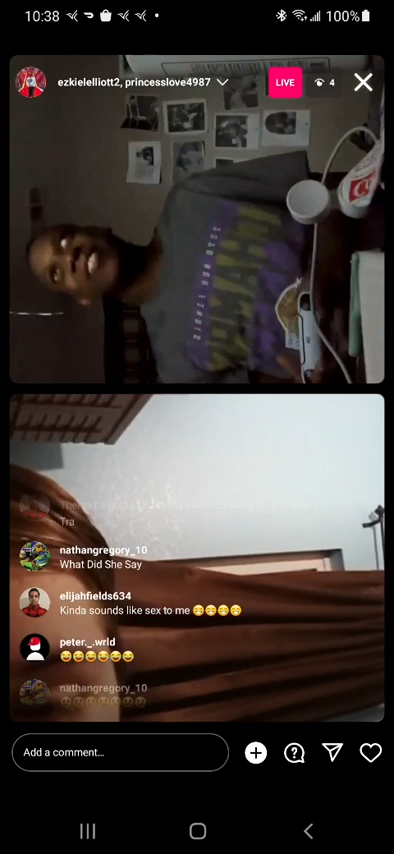 10:38
100%
ezkielelliott2, princesslove4987
LIVE
4
Tra
nathangregory_10
What Did She Say
elijahfields634
Kinda sounds like sex to me 🤭🤭🤭🤭
peter._.wrld
😂😂😂😂😂😂
nathangregory_10
Add a comment...